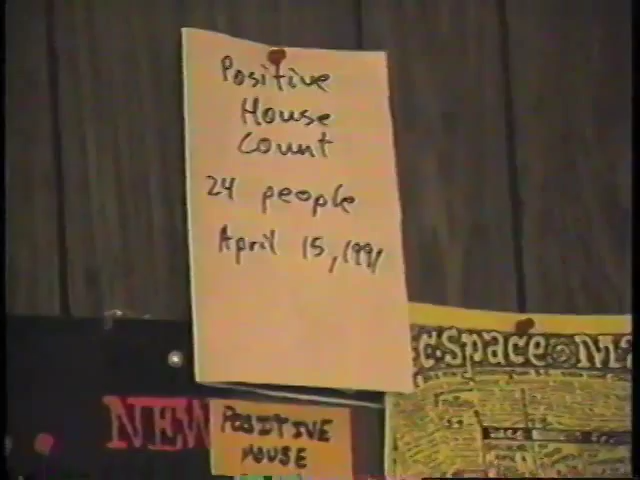 Positive
House
Count
24 people
April 15, 1991
c·space M
NEW
POSITIVE
HOUSE